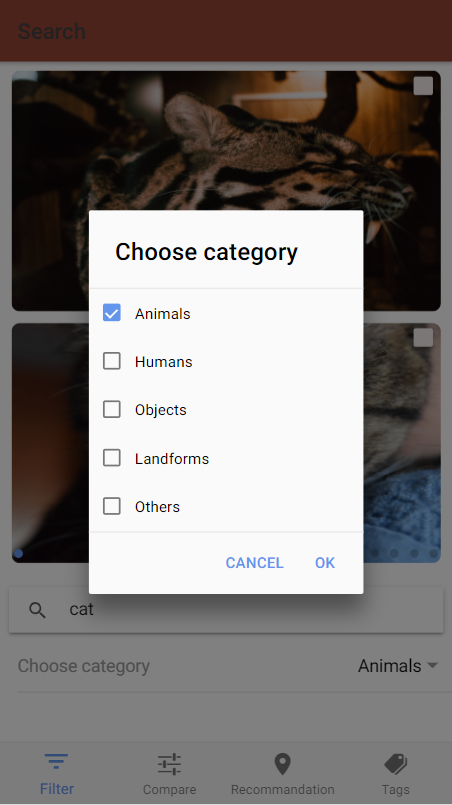 Search
Choose category
Animals
Humans
Objects
Landforms
Others
CANCEL OK
cat
Choose category Animals
Filter Compare Recommandation Tags